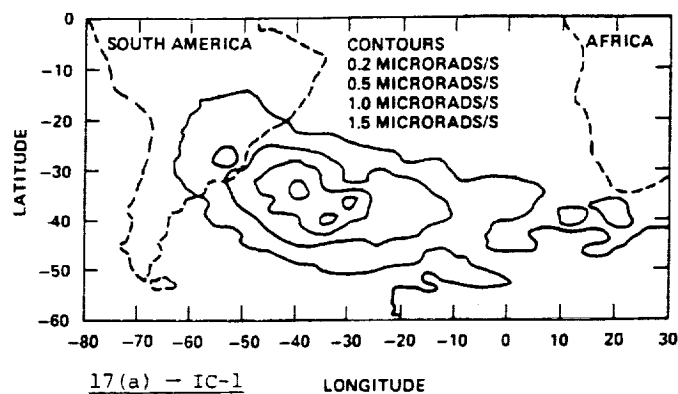 SOUTH AMERICA
CONTOURS
0.2 MICRORADS/S
0.5 MICRORADS/S
1.0 MICRORADS/S
1.5 MICRORADS/S
AFRICA
LATITUDE
0
-10
-20
-30
-40
-50
-60
-80 -70 -60 -50 -40 -30 -20 -10 0 10 20 30
17(a) — IC-1
LONGITUDE